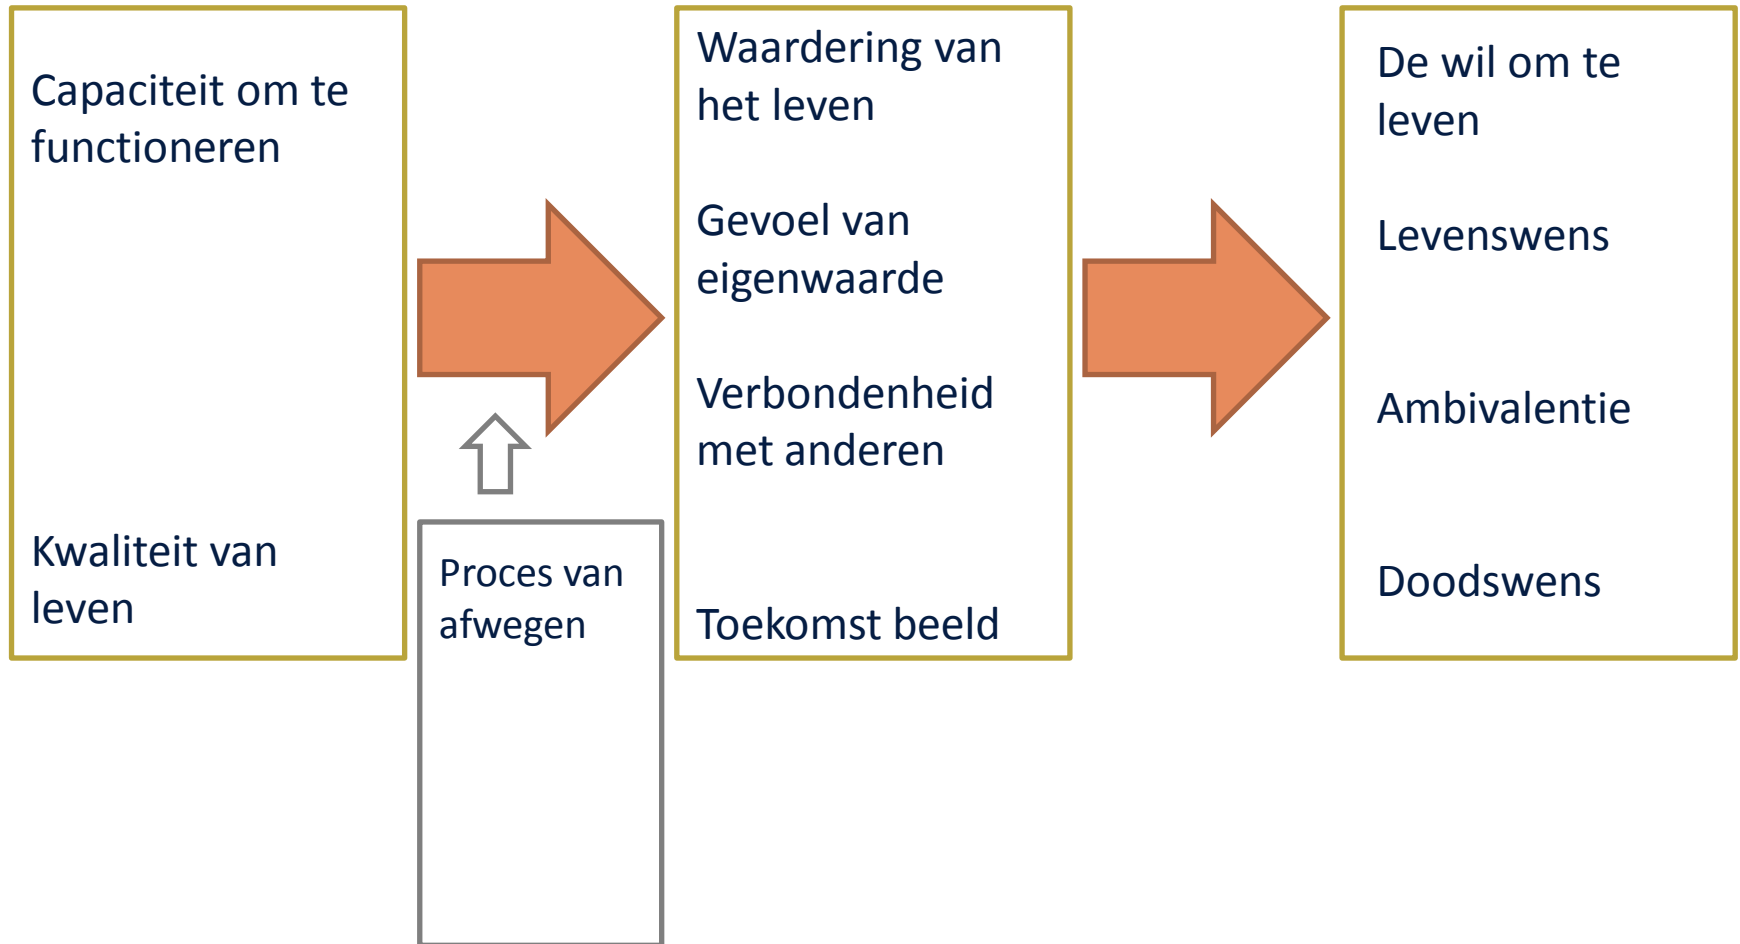 Capaciteit om te
functioneren
Kwaliteit van
leven
Proces van
afwegen
Waardering van
het leven
Gevoel van
eigenwaarde
Verbondenheid
met anderen
Toekomst beeld
De wil om te
leven
Levenswens
Ambivalentie
Doodswens